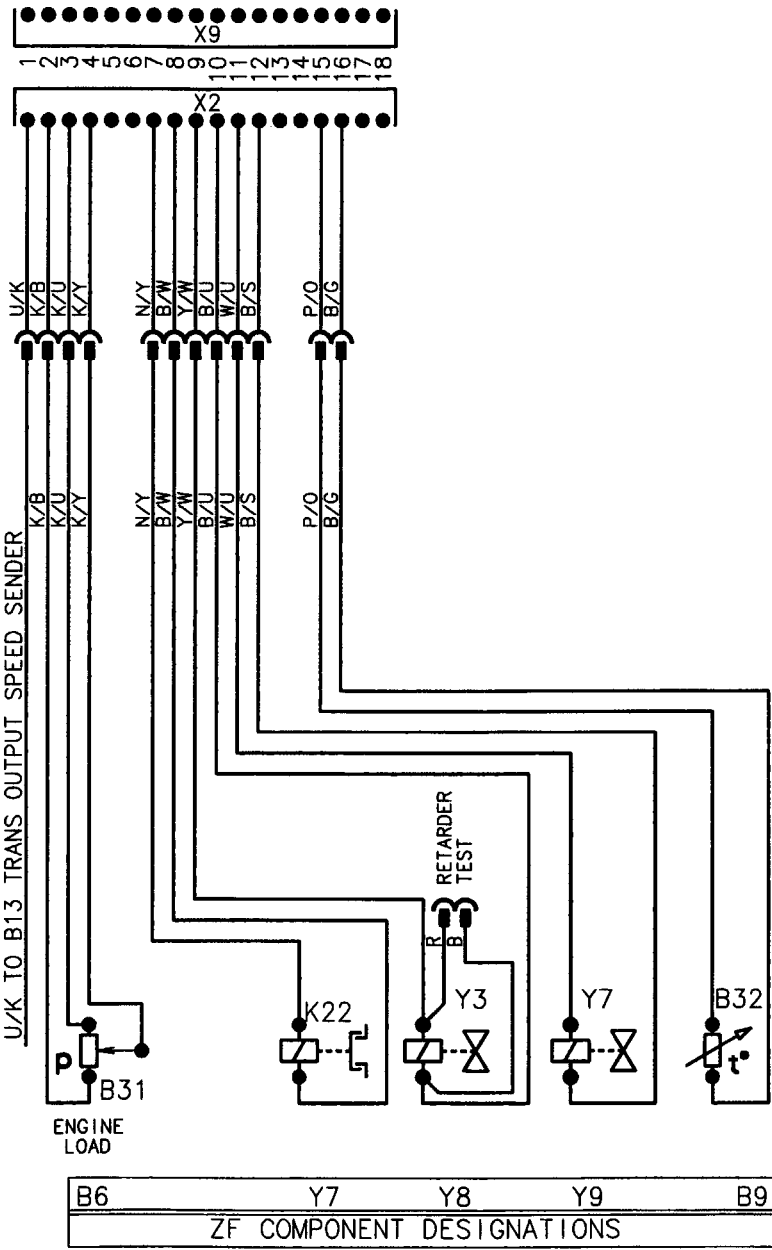 X9
1 2 3 4 5 6 7 8 9 10 11 12 13 14 15 16 17 18
X2
U/K K/B K/U K/Y N/Y B/W Y/W B/U W/U B/S P/O B/G
K/B K/U K/Y N/Y B/W Y/W B/U W/U B/S P/O B/G
U/K TO B13 TRANS OUTPUT SPEED SENDER
RETARDER
TEST
R B
K22 Y3 Y7 B32
p t°
B31
ENGINE
LOAD
B6 Y7 Y8 Y9 B9
ZF COMPONENT DESIGNATIONS